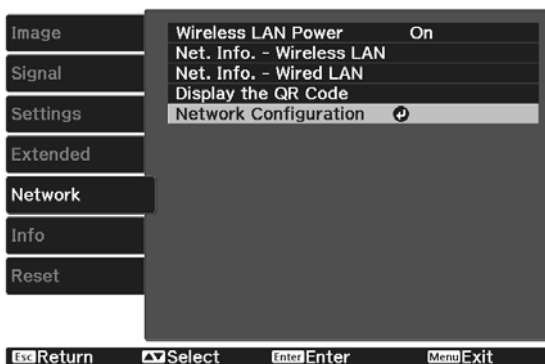 Image
Signal
Settings
Extended
Network
Info
Reset
Wireless LAN Power On
Net. Info. - Wireless LAN
Net. Info. - Wired LAN
Display the QR Code
Network Configuration
Esc Return Select Enter Enter Menu Exit